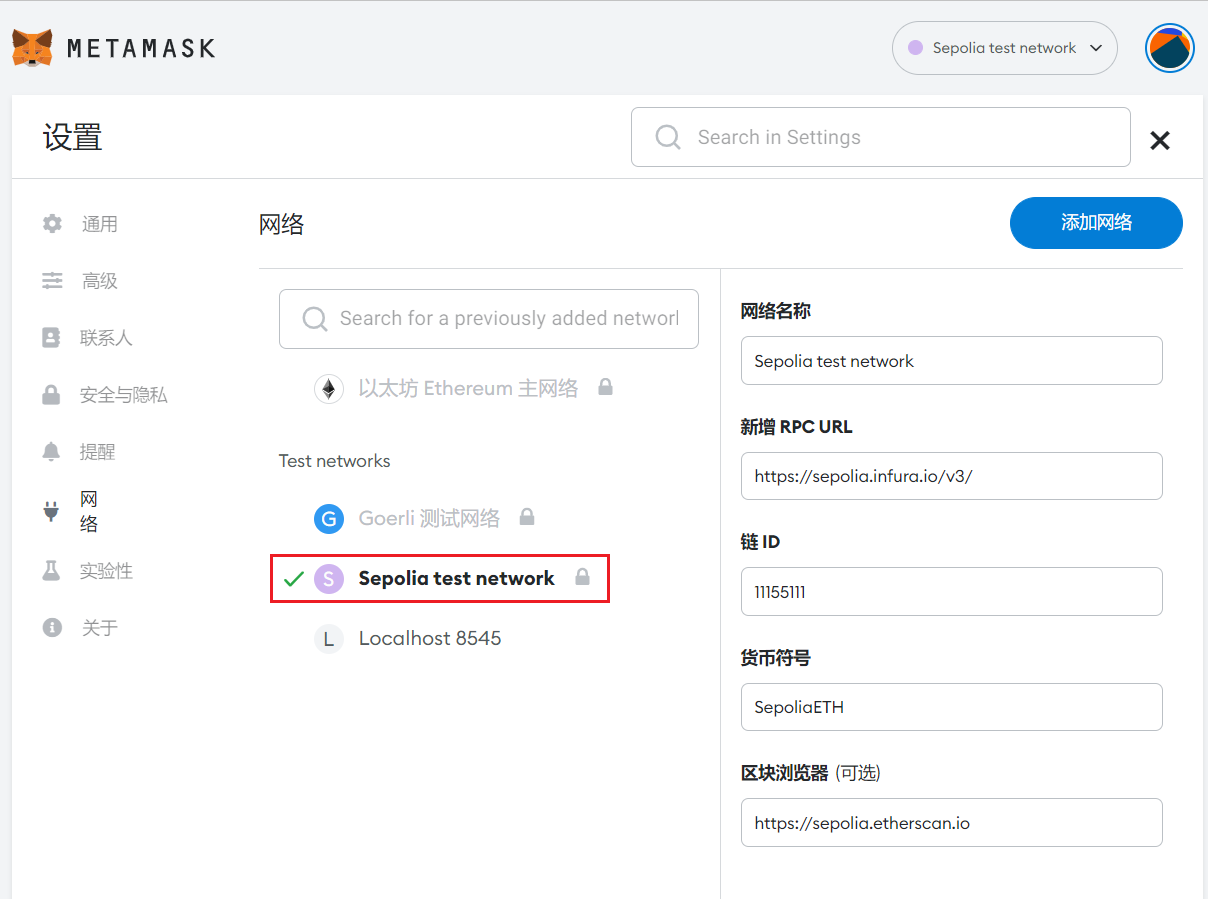 METAMASK
Sepolia test network
设置
Search in Settings
通用
高级
联系人
安全与隐私
提醒
网
络
实验性
关于
网络
添加网络
Search for a previously added networ
以太坊 Ethereum 主网络
Test networks
G Goerli 测试网络
S Sepolia test network
L Localhost 8545
网络名称
Sepolia test network
新增 RPC URL
https://sepolia.infura.io/v3/
链 ID
11155111
货币符号
SepoliaETH
区块浏览器 (可选)
https://sepolia.etherscan.io